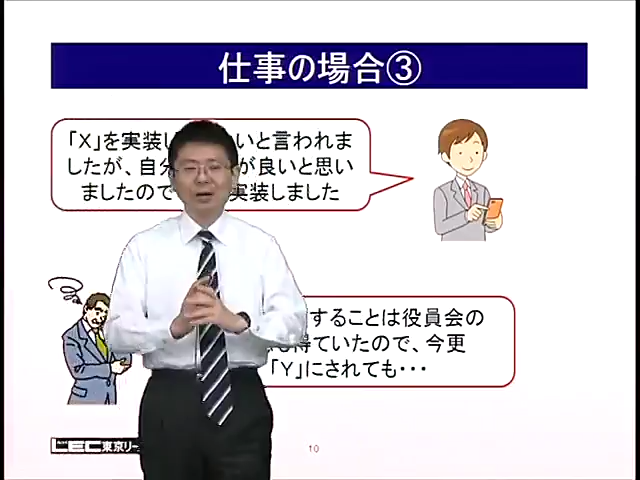 仕事の場合③
「X」を実装し いと言われま
したが、自分 が良いと思い
ましたので 実装しました
することは役員会の
得ていたので、今更
「Y」にされても・・・
LEC東京リー
10